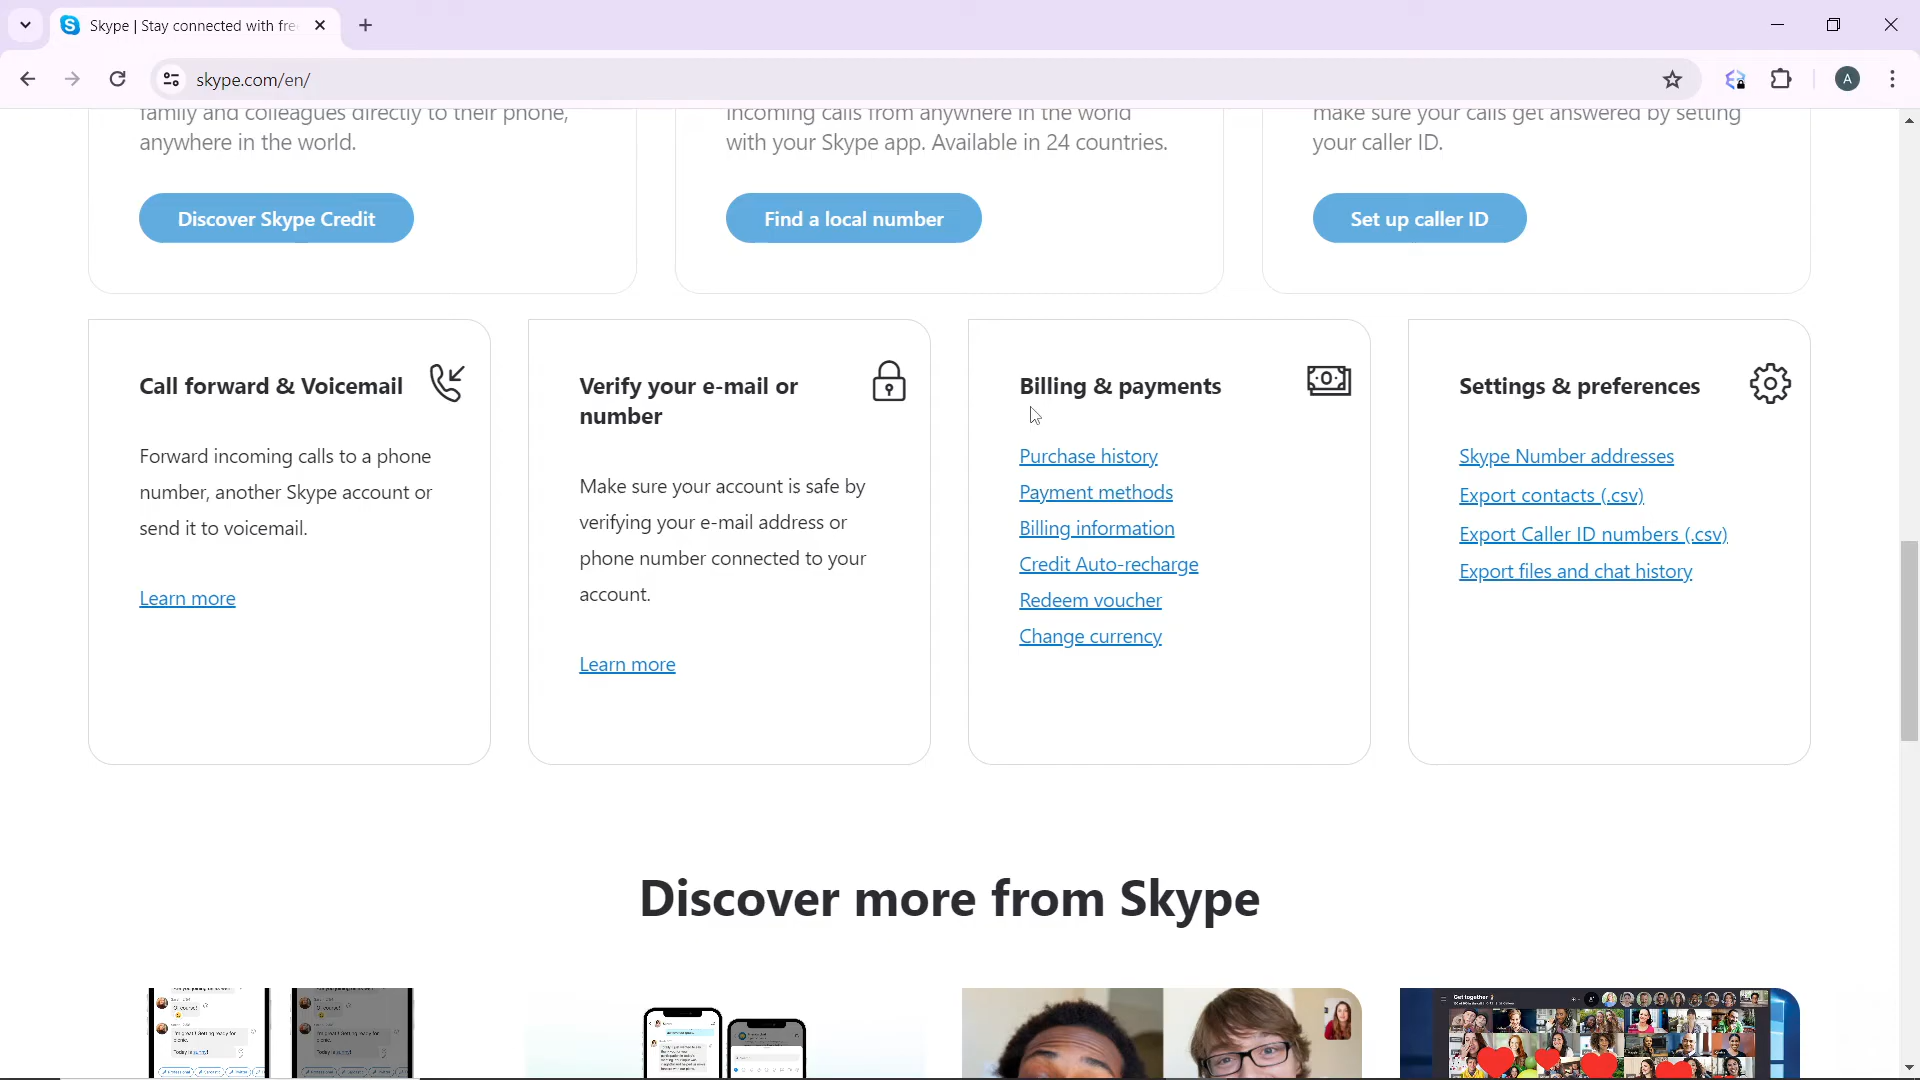 Skype | Stay connected with fre
skype.com/en/
A
family and colleagues directly to their phone,
anywhere in the world.
Discover Skype Credit
incoming calls from anywhere in the world
with your Skype app. Available in 24 countries.
Find a local number
make sure your calls get answered by setting
your caller ID.
Set up caller ID
Call forward & Voicemail
Forward incoming calls to a phone
number, another Skype account or
send it to voicemail.
Learn more
Verify your e-mail or
number
Make sure your account is safe by
verifying your e-mail address or
phone number connected to your
account.
Learn more
Billing & payments
Purchase history
Payment methods
Billing information
Credit Auto-recharge
Redeem voucher
Change currency
Settings & preferences
Skype Number addresses
Export contacts (.csv)
Export Caller ID numbers (.csv)
Export files and chat history
Discover more from Skype
Get together